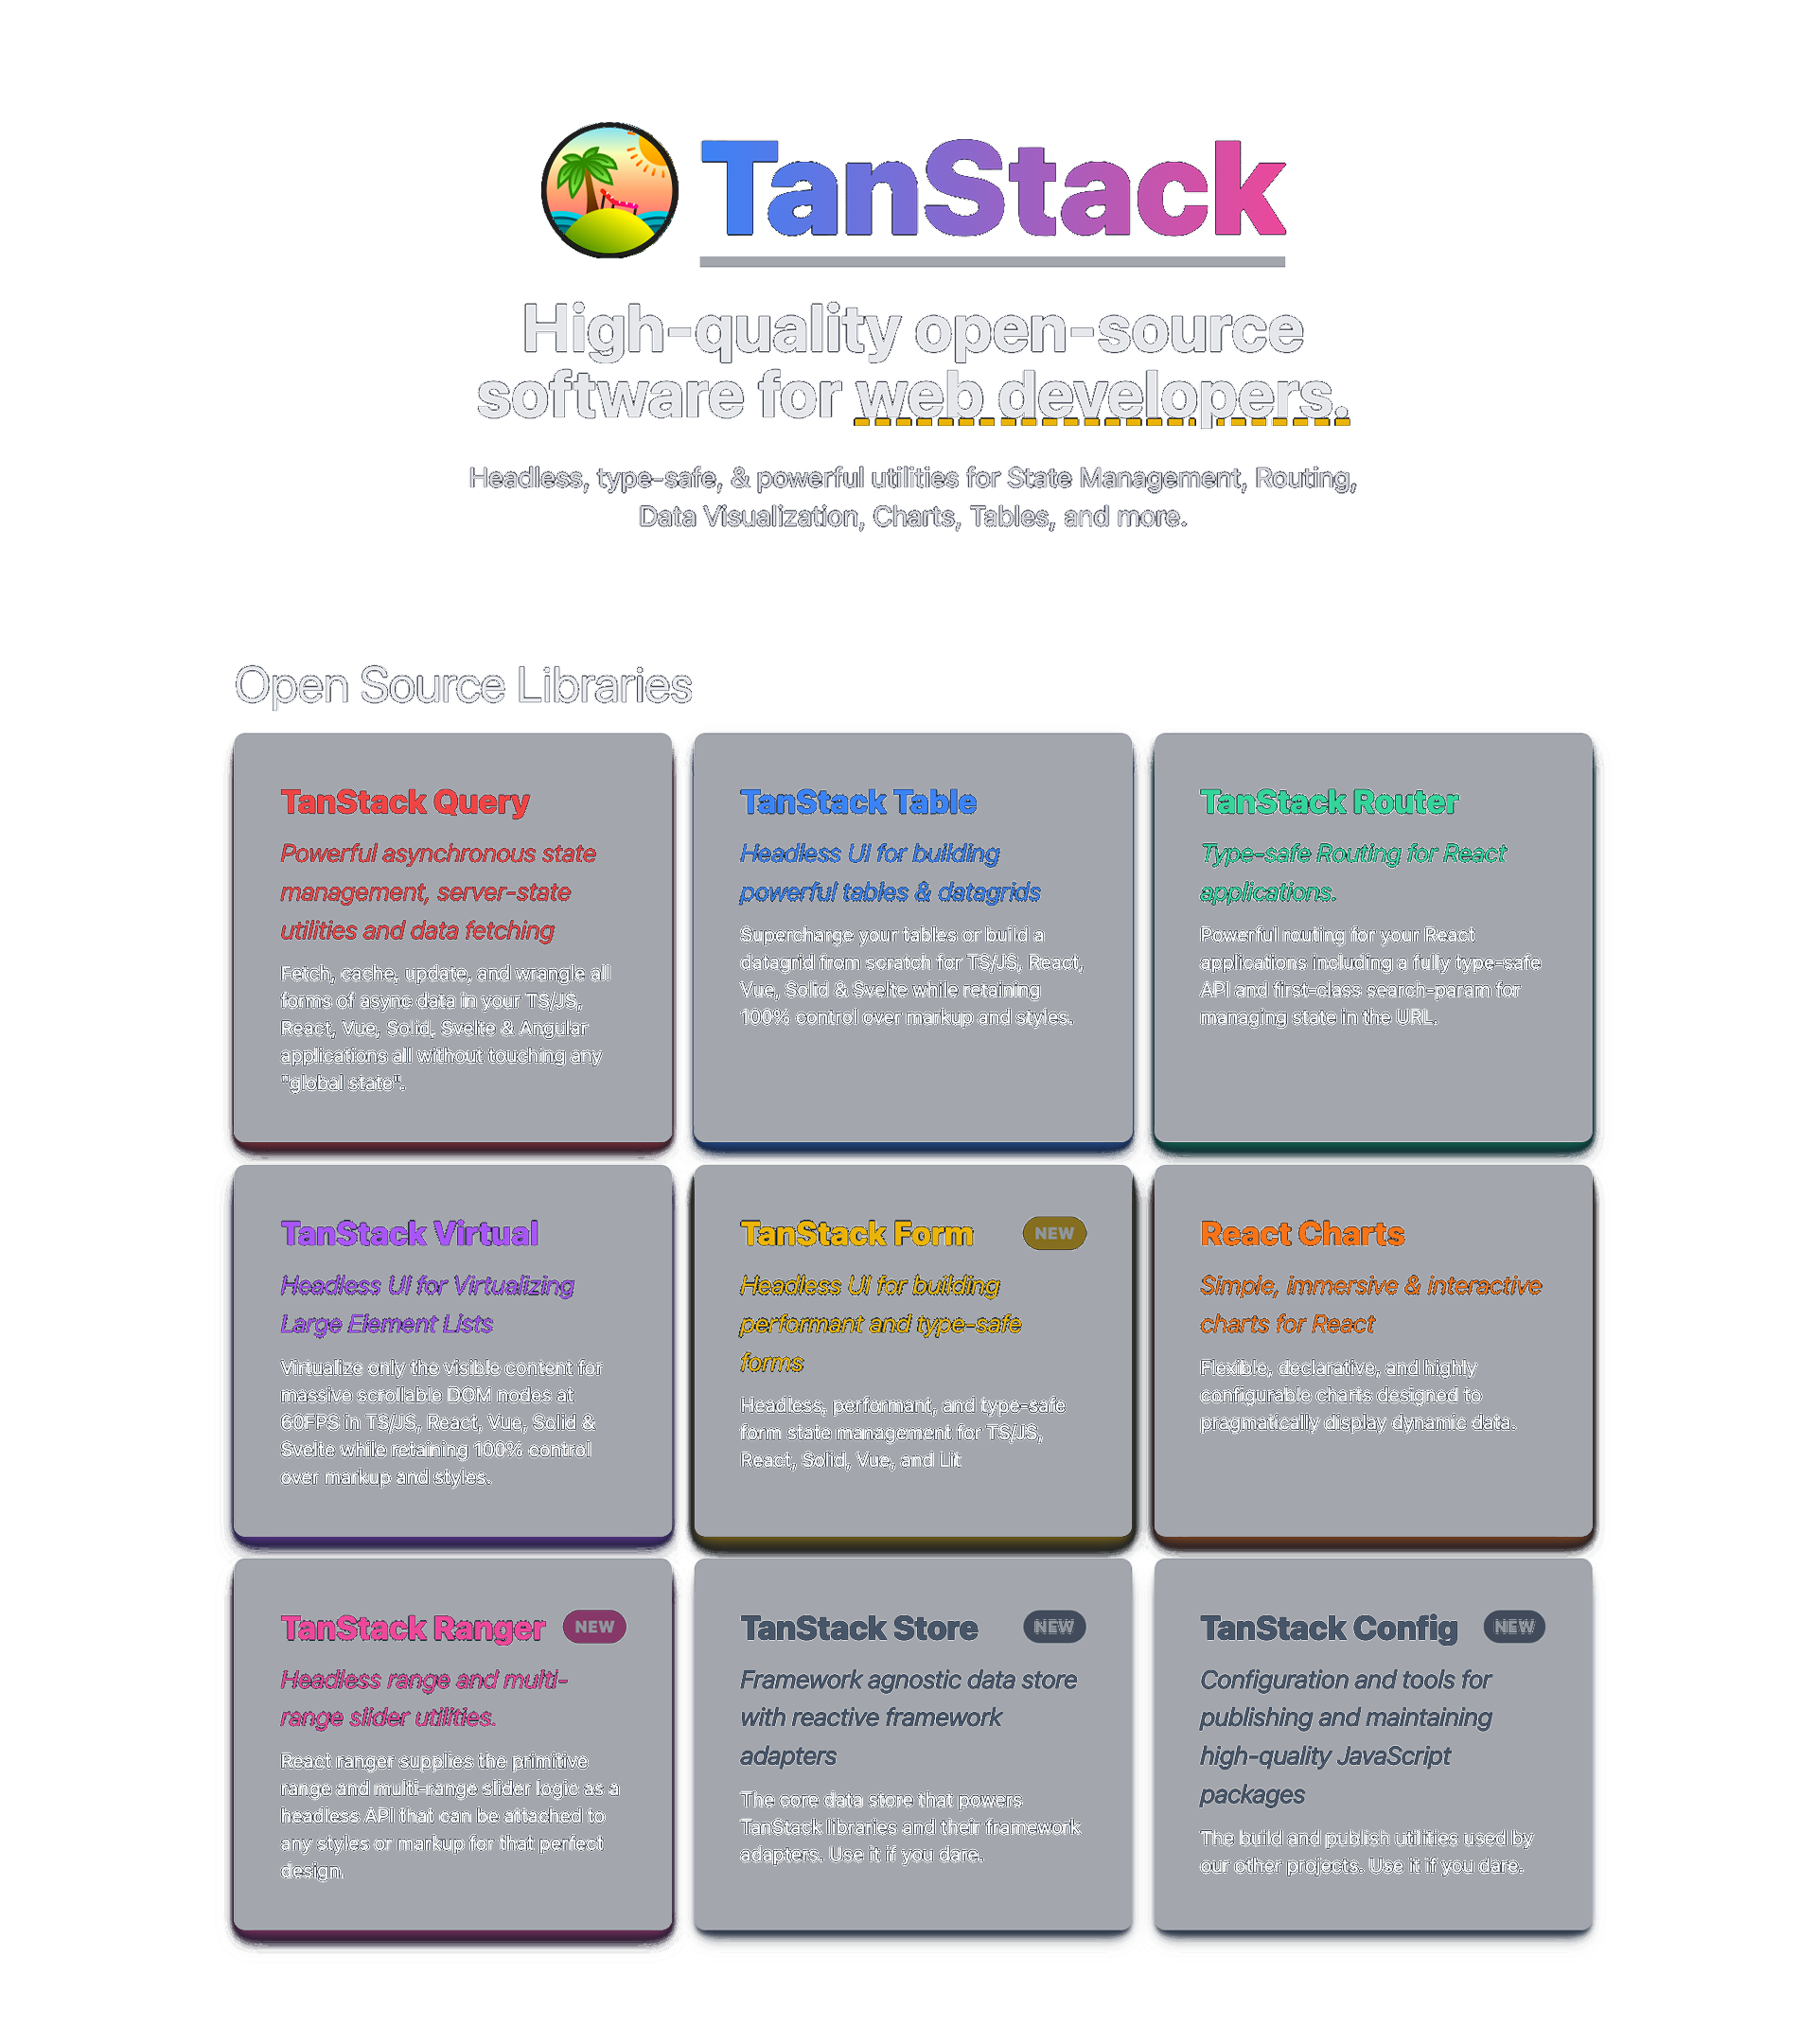 TanStack
High-quality open-source
software for web developers.
Headless, type-safe, & powerful utilities for State Management, Routing,
Data Visualization, Charts, Tables, and more.
Open Source Libraries
TanStack Query
Powerful asynchronous state
management, server-state
utilities and data fetching
Fetch, cache, update, and wrangle all
forms of async data in your TS/JS,
React, Vue, Solid, Svelte & Angular
applications all without touching any
"global state".
TanStack Table
Headless UI for building
powerful tables & datagrids
Supercharge your tables or build a
datagrid from scratch for TS/JS, React,
Vue, Solid & Svelte while retaining
100% control over markup and styles.
TanStack Router
Type-safe Routing for React
applications.
Powerful routing for your React
applications including a fully type-safe
API and first-class search-param for
managing state in the URL.
TanStack Virtual
Headless UI for Virtualizing
Large Element Lists
Virtualize only the visible content for
massive scrollable DOM nodes at
60FPS in TS/JS, React, Vue, Solid &
Svelte while retaining 100% control
over markup and styles.
TanStack Form NEW
Headless UI for building
performant and type-safe
forms
Headless, performant, and type-safe
form state management for TS/JS,
React, Solid, Vue, and Lit
React Charts
Simple, immersive & interactive
charts for React
Flexible, declarative, and highly
configurable charts designed to
pragmatically display dynamic data.
TanStack Ranger NEW
Headless range and multi-
range slider utilities.
React ranger supplies the primitive
range and multi-range slider logic as a
headless API that can be attached to
any styles or markup for that perfect
design.
TanStack Store NEW
Framework agnostic data store
with reactive framework
adapters
The core data store that powers
TanStack libraries and their framework
adapters. Use it if you dare.
TanStack Config NEW
Configuration and tools for
publishing and maintaining
high-quality JavaScript
packages
The build and publish utilities used by
our other projects. Use it if you dare.